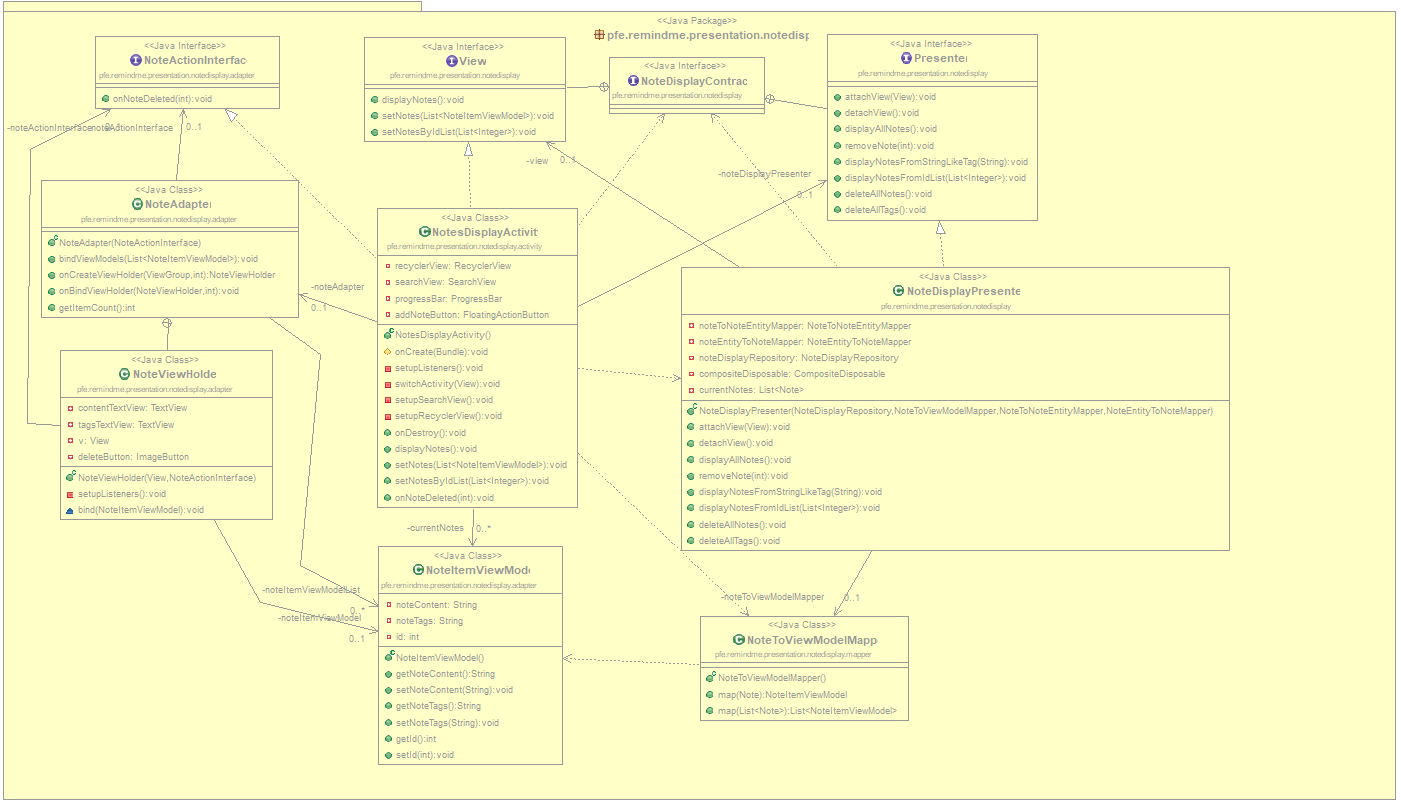 <<Java Package>>
pfe.remindme.presentation.notedisp
<<Java Interface>>
NoteActionInterfac
pfe.remindme.presentation.notedisplay.adapter
onNoteDeleted(int):void
<<Java Interface>>
View
pfe.remindme.presentation.notedisplay
displayNotes():void
setNotes(List<NoteItemViewModel>):void
setNotesByIdList(List<Integer>):void
<<Java Interface>>
NoteDisplayContrac
pfe.remindme.presentation.notedisplay
<<Java Interface>>
Presenter
pfe.remindme.presentation.notedisplay
attachView(View):void
detachView():void
displayAllNotes():void
removeNote(int):void
displayNotesFromStringLikeTag(String):void
displayNotesFromIdList(List<Integer>):void
deleteAllNotes():void
deleteAllTags():void
-noteActionInterface
-noteActionInterface
0..1
-view
0..1
-noteDisplayPresenter
0..1
<<Java Class>>
NoteAdapter
pfe.remindme.presentation.notedisplay.adapter
NoteAdapter(NoteActionInterface)
bindViewModels(List<NoteItemViewModel>):void
onCreateViewHolder(ViewGroup,int):NoteViewHolder
onBindViewHolder(NoteViewHolder,int):void
getItemCount():int
-noteAdapter
0..1
<<Java Class>>
NotesDisplayActivit
pfe.remindme.presentation.notedisplay.activity
recyclerView: RecyclerView
searchView: SearchView
progressBar: ProgressBar
addNoteButton: FloatingActionButton
NotesDisplayActivity()
onCreate(Bundle):void
setupListeners():void
switchActivity(View):void
setupSearchView():void
setupRecyclerView():void
onDestroy():void
displayNotes():void
setNotes(List<NoteItemViewModel>):void
setNotesByIdList(List<Integer>):void
onNoteDeleted(int):void
<<Java Class>>
NoteDisplayPresente
pfe.remindme.presentation.notedisplay
noteToNoteEntityMapper: NoteToNoteEntityMapper
noteEntityToNoteMapper: NoteEntityToNoteMapper
noteDisplayRepository: NoteDisplayRepository
compositeDisposable: CompositeDisposable
currentNotes: List<Note>
NoteDisplayPresenter(NoteDisplayRepository,NoteToViewModelMapper,NoteToNoteEntityMapper,NoteEntityToNoteMapper)
attachView(View):void
detachView():void
displayAllNotes():void
removeNote(int):void
displayNotesFromStringLikeTag(String):void
displayNotesFromIdList(List<Integer>):void
deleteAllNotes():void
deleteAllTags():void
<<Java Class>>
NoteViewHolde
pfe.remindme.presentation.notedisplay.adapter
contentTextView: TextView
tagsTextView: TextView
v: View
deleteButton: ImageButton
NoteViewHolder(View,NoteActionInterface)
setupListeners():void
bind(NoteItemViewModel):void
-currentNotes
0..*
-noteItemViewModelList
0..*
-noteItemViewModel
0..1
<<Java Class>>
NoteItemViewMode
pfe.remindme.presentation.notedisplay.adapter
noteContent: String
noteTags: String
id: int
NoteItemViewModel()
getNoteContent():String
setNoteContent(String):void
getNoteTags():String
setNoteTags(String):void
getId():int
setId(int):void
-noteToViewModelMapper
0..1
<<Java Class>>
NoteToViewModelMapp
pfe.remindme.presentation.notedisplay.mapper
NoteToViewModelMapper()
map(Note):NoteItemViewModel
map(List<Note>):List<NoteItemViewModel>